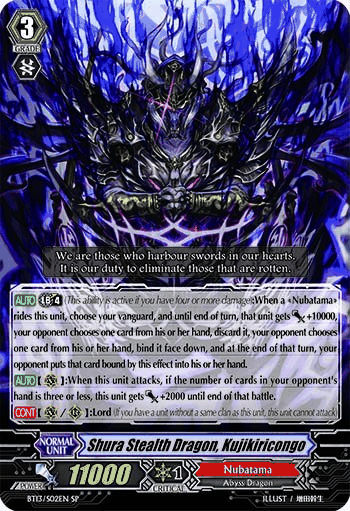 3
GRADE
We are those who harbour swords in our hearts.
It is our duty to eliminate those that are rotten.
AUTO LB 4 (This ability is active if you have four or more damage):When a «Nubatama»
rides this unit, choose your vanguard, and until end of turn, that unit gets +10000,
your opponent chooses one card from his or her hand, discard it, your opponent chooses
one card from his or her hand, bind it face down, and at the end of that turn, your
opponent puts that card bound by this effect into his or her hand.
AUTO [ ]:When this unit attacks, if the number of cards in your opponent's
hand is three or less, this unit gets +2000 until end of that battle.
CONT [ / ]:Lord (If you have a unit without a same clan as this unit, this unit cannot attack)
NORMAL
UNIT
Shura Stealth Dragon, Kujikiricongo
POWER 11000
1
CRITICAL
Nubatama
Abyss Dragon
BT13/S02EN SP
ILLUST / 増田幹生